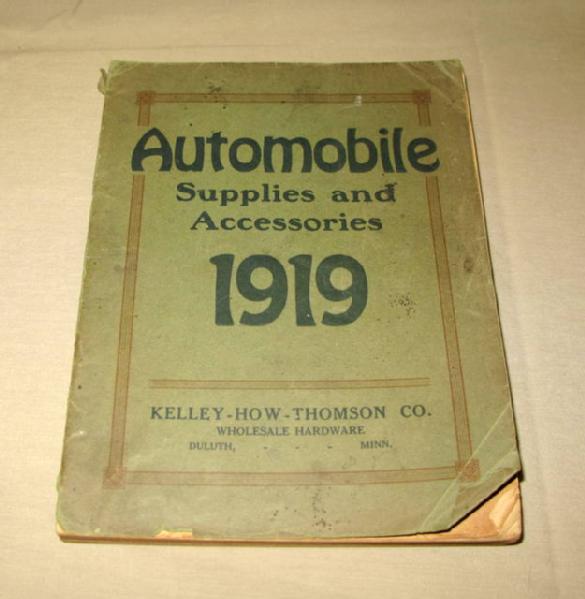 Automobile
Supplies and
Accessories
1919
KELLEY-HOW-THOMSON CO.
WHOLESALE HARDWARE
DULUTH, - - - MINN.